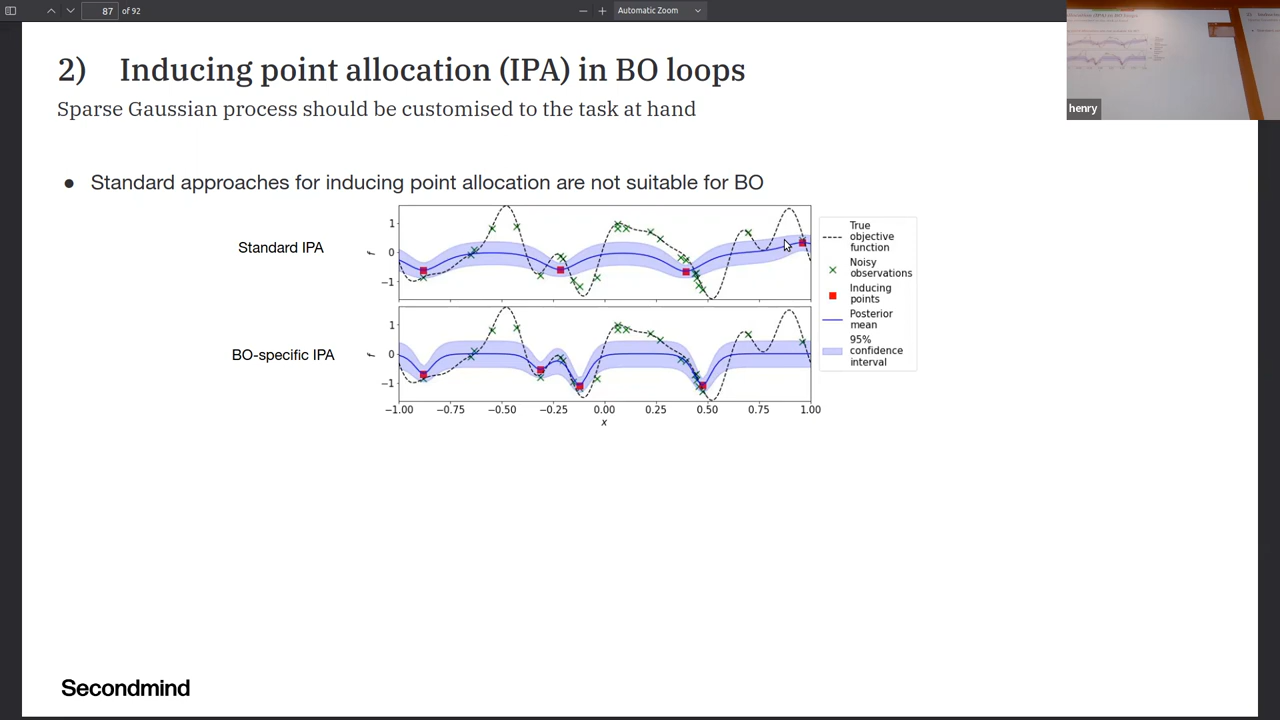 87 of 92
Automatic Zoom
henry
2) Inducing point allocation (IPA) in BO loops
Sparse Gaussian process should be customised to the task at hand
● Standard approaches for inducing point allocation are not suitable for BO
Standard IPA
BO-specific IPA
f
1
0
−1
f
1
0
−1
−1.00 −0.75 −0.50 −0.25 0.00 0.25 0.50 0.75 1.00
x
True
objective
function
Noisy
observations
Inducing
points
Posterior
mean
95%
confidence
interval
Secondmind